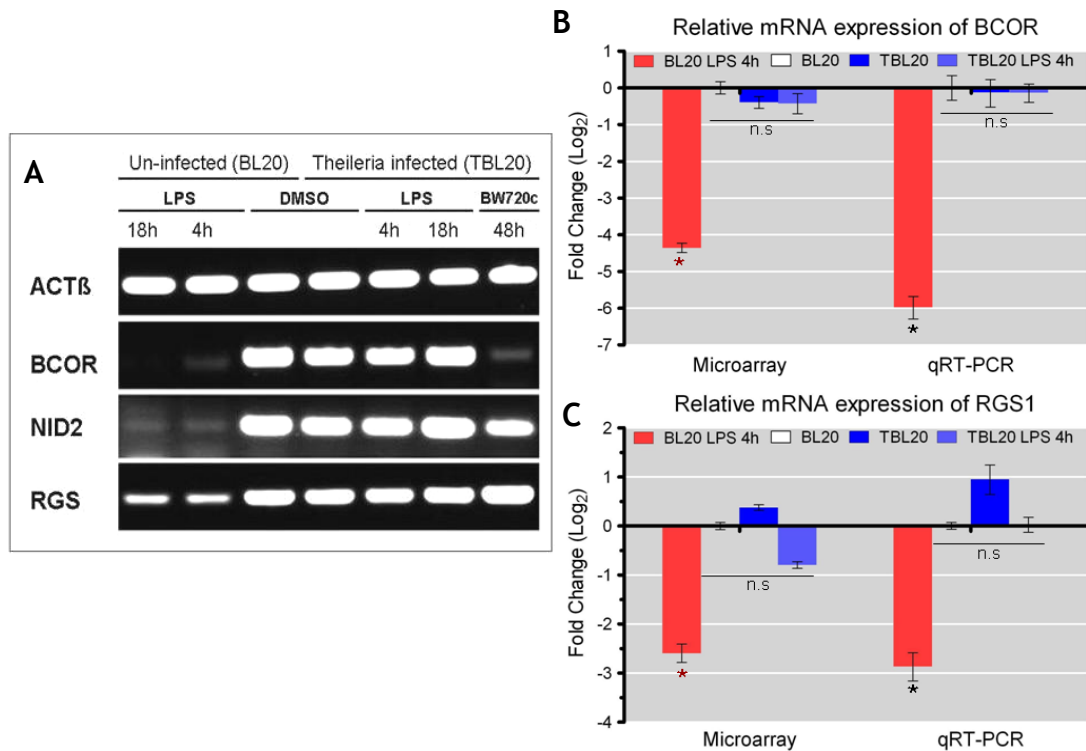 A
Un-infected (BL20) Theileria infected (TBL20)
LPS DMSO LPS BW720c
18h 4h 4h 18h 48h
ACTß
BCOR
NID2
RGS
B
Relative mRNA expression of BCOR
BL20 LPS 4h BL20 TBL20 TBL20 LPS 4h
Fold Change (Log2)
1
0
-1
-2
-3
-4
-5
-6
-7
n.s
n.s
*
*
Microarray qRT-PCR
C
Relative mRNA expression of RGS1
BL20 LPS 4h BL20 TBL20 TBL20 LPS 4h
Fold Change (Log2)
2
1
0
-1
-2
-3
-4
n.s
n.s
*
*
Microarray qRT-PCR